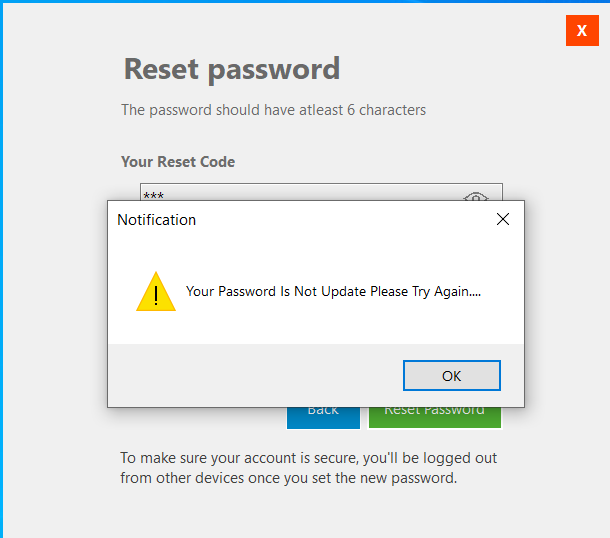 X
Reset password
The password should have atleast 6 characters
Your Reset Code
***
Notification
Your Password Is Not Update Please Try Again....
OK
Back
Reset Password
To make sure your account is secure, you'll be logged out
from other devices once you set the new password.